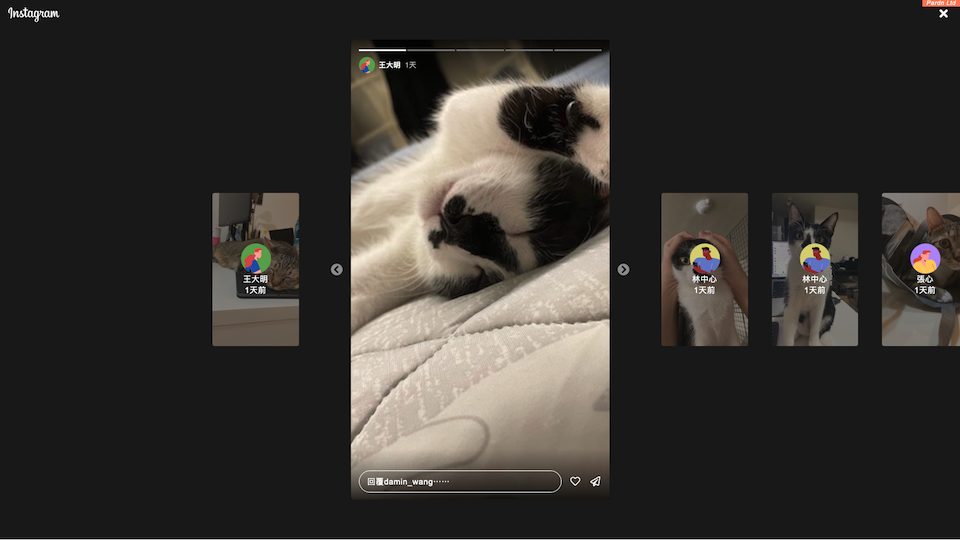 Instagram
Pardn Ltd
王大明 1天
王大明
1天前
林中心
1天前
林中心
1天前
張心
1天前
回覆damin_wang……